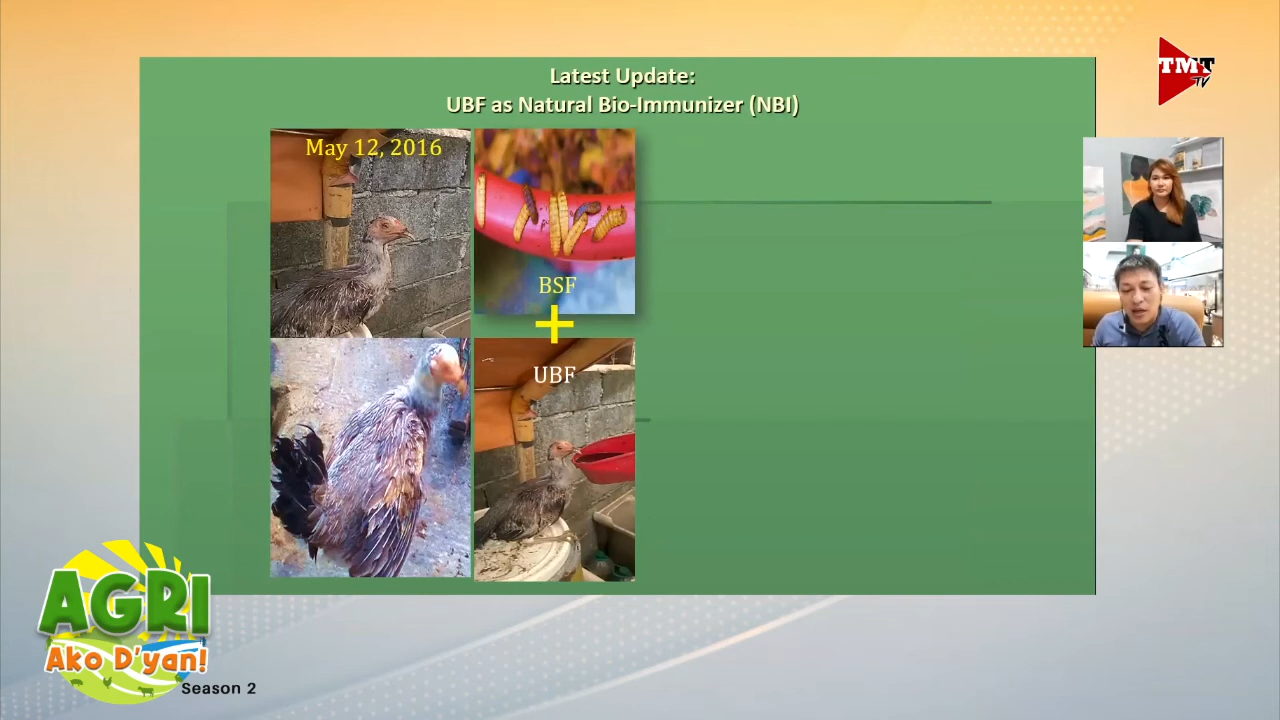 Latest Update:
UBF as Natural Bio-Immunizer (NBI)
TMT
TV
May 12, 2016
BSF
+
UBF
AGRI
Ako D'yan!
Season 2